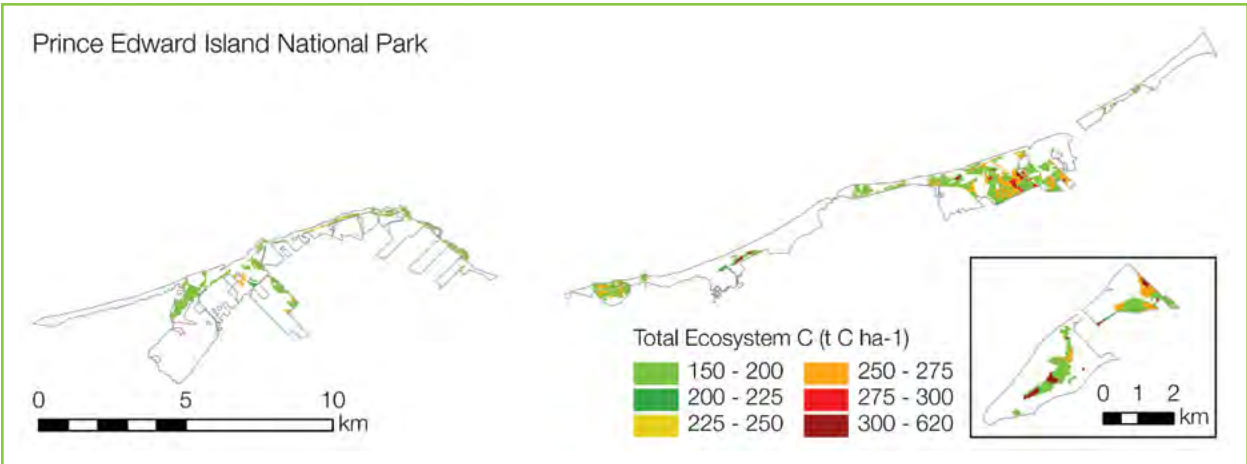 Prince Edward Island National Park
Total Ecosystem C (t C ha-1)
150 - 200
250 - 275
200 - 225
275 - 300
225 - 250
300 - 620
0 5 10
km
0 1 2
km